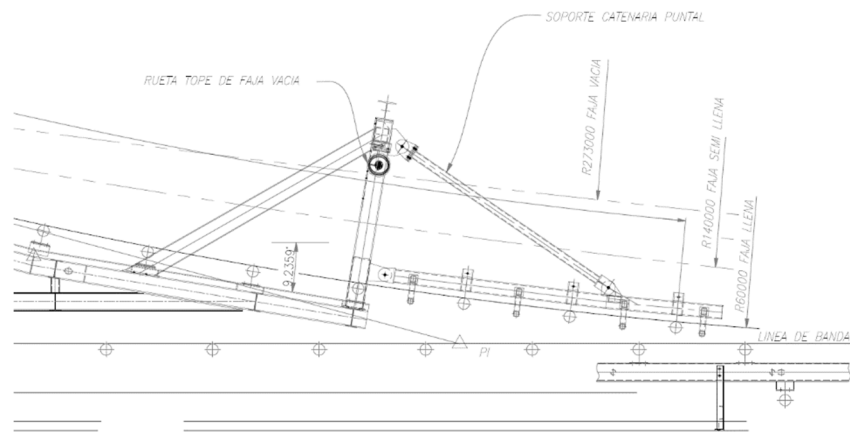 SOPORTE CATENARIA PUNTAL
RUETA TOPE DE FAJA VACIA
R273000 FAJA VACIA
R140000 FAJA SEMI LLENA
R60000 FAJA LLENA
9.2359°
LINEA DE BANDA
PI